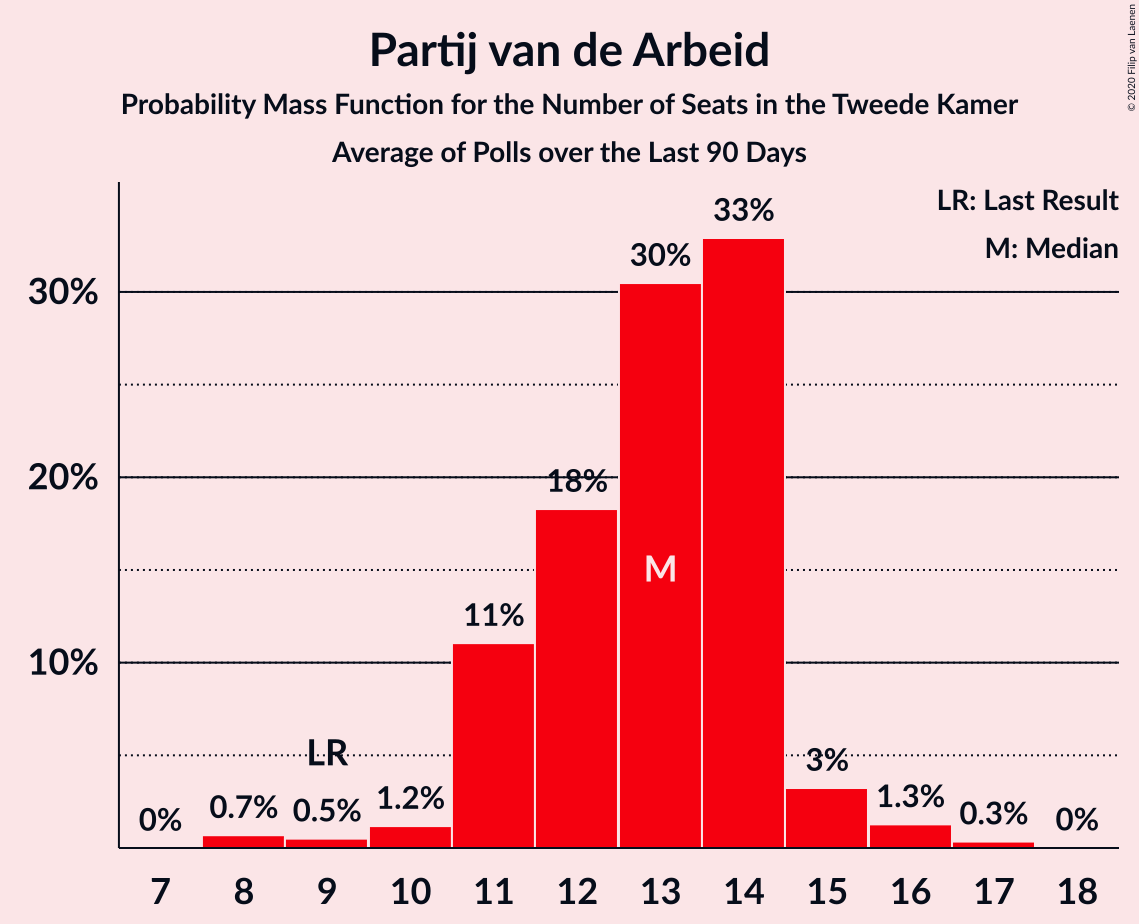 Partij van de Arbeid
Probability Mass Function for the Number of Seats in the Tweede Kamer
Average of Polls over the Last 90 Days
© 2020 Filip van Laenen
LR: Last Result
M: Median
30%
20%
10%
0%
0.7%
0.5%
LR
1.2%
11%
18%
30%
M
33%
3%
1.3%
0.3%
0%
7 8 9 10 11 12 13 14 15 16 17 18